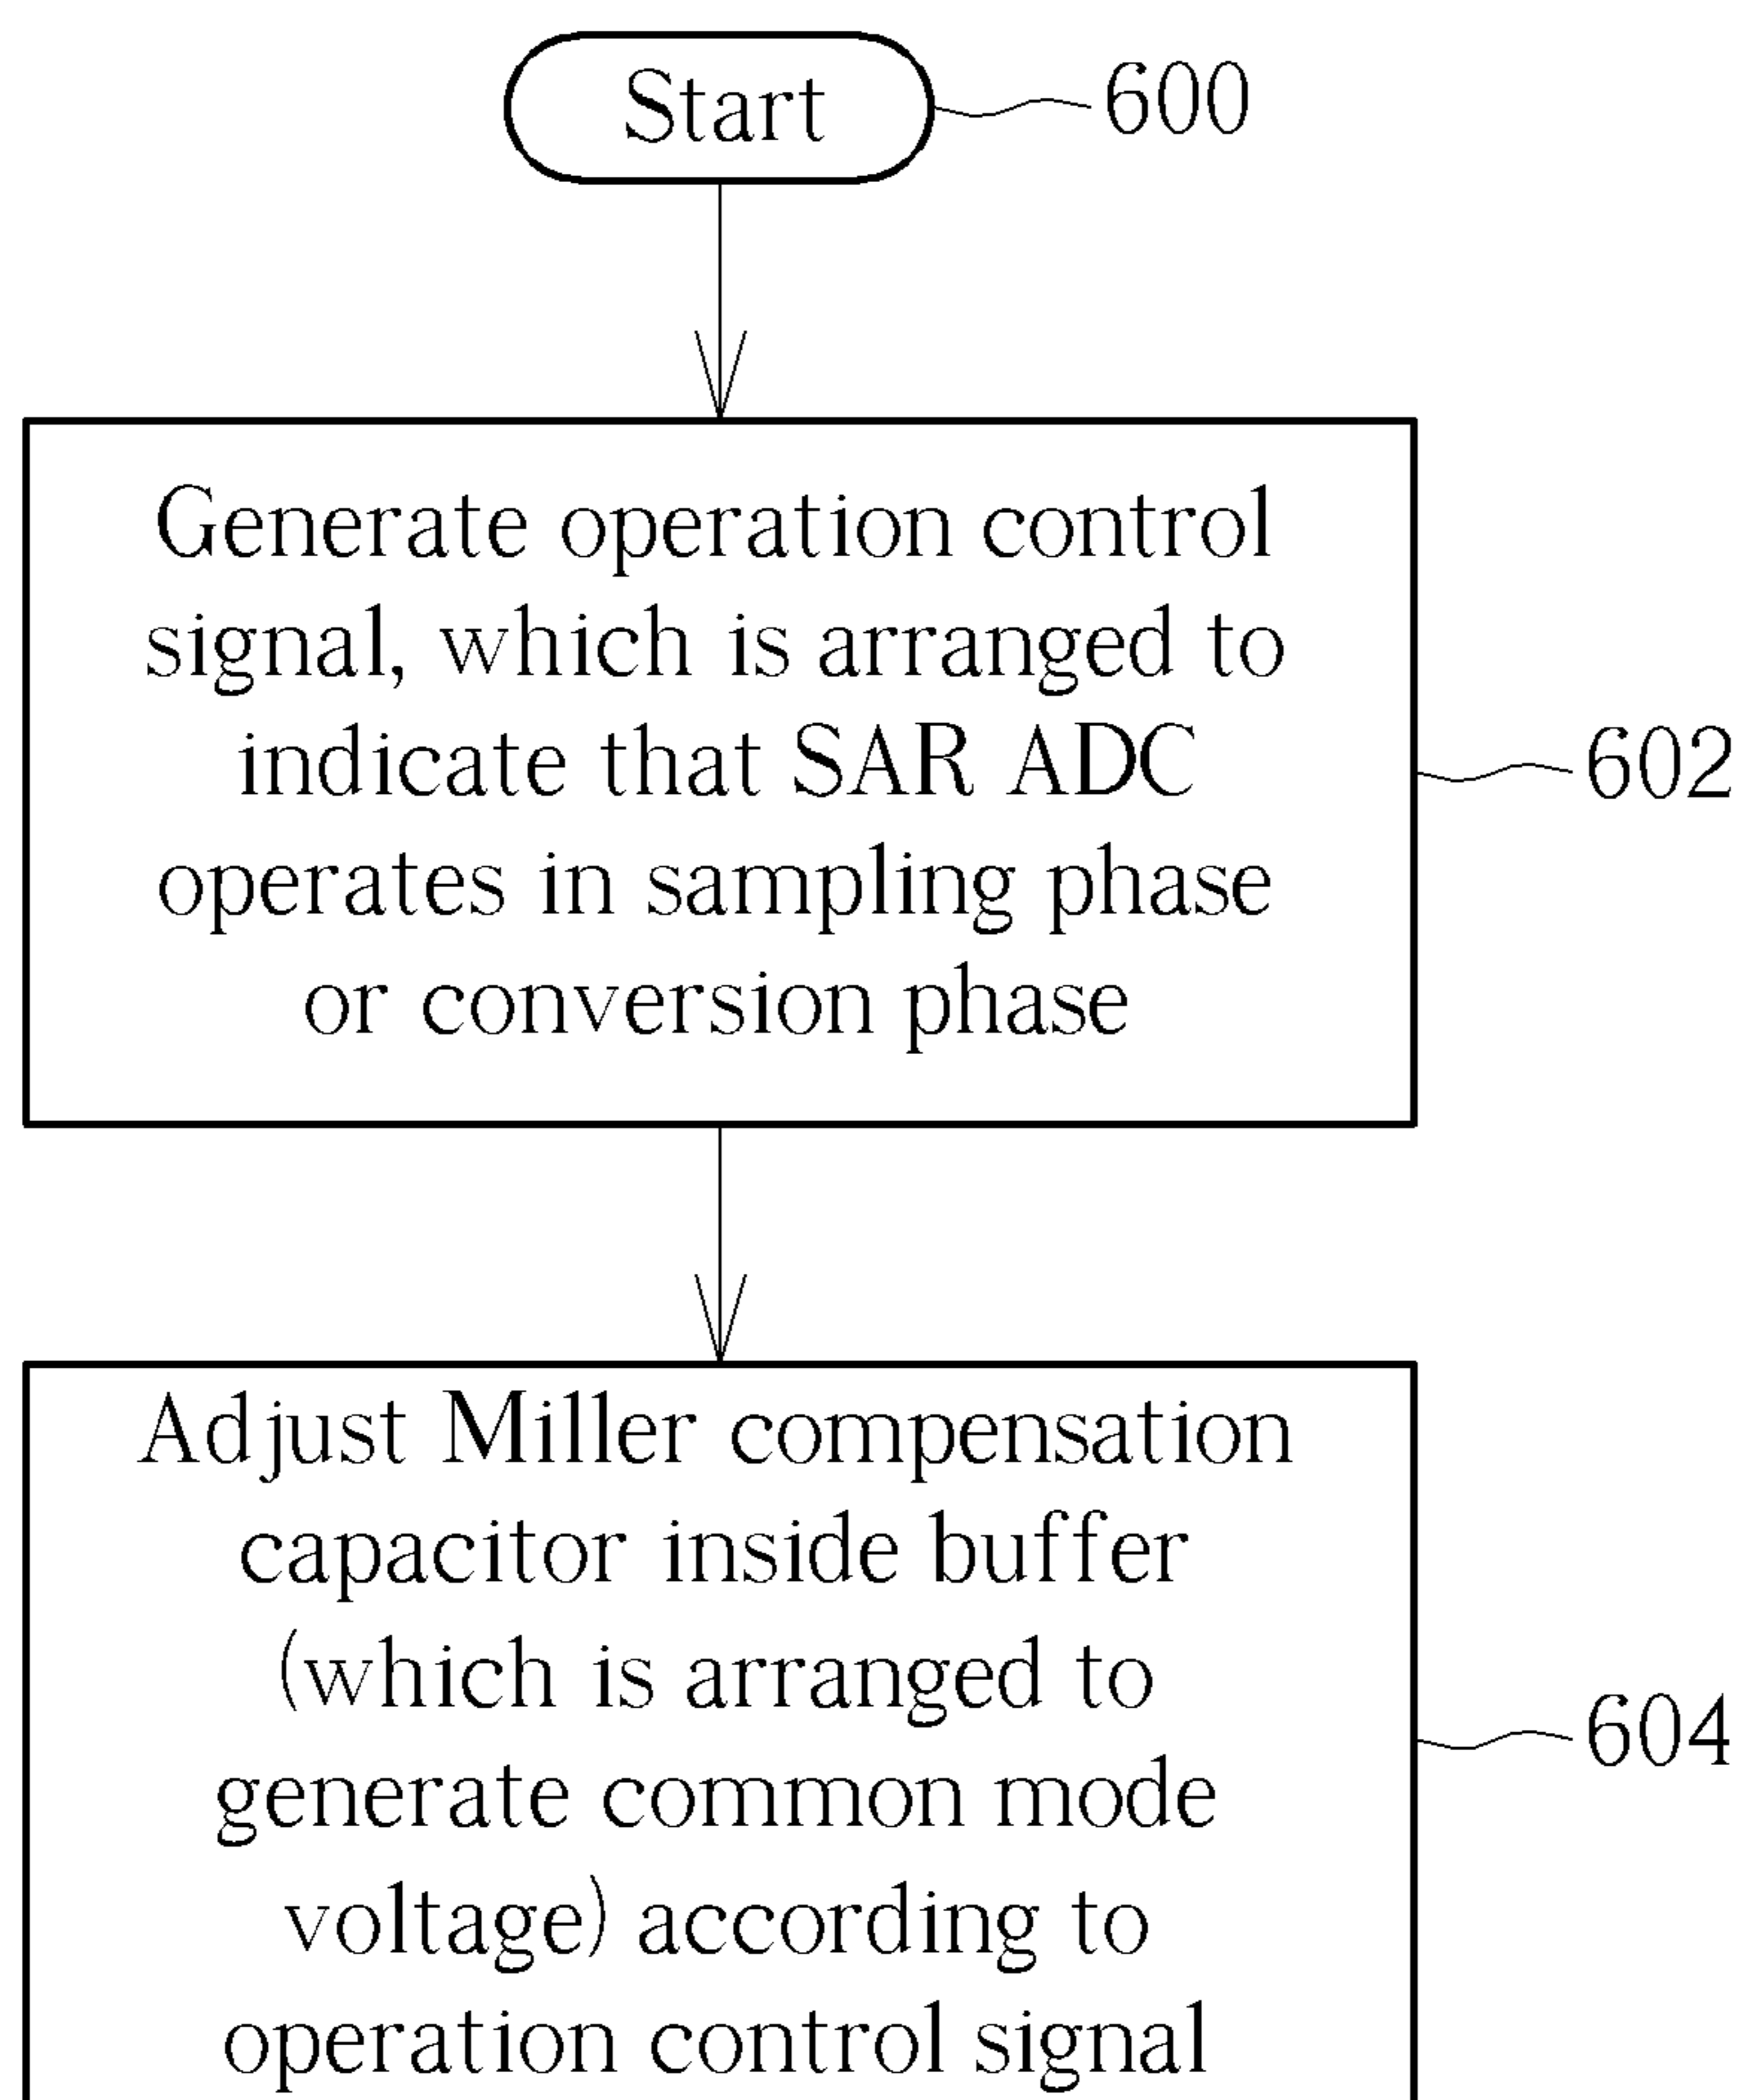 Start
600
Generate operation control
signal, which is arranged to
indicate that SAR ADC
operates in sampling phase
or conversion phase
602
Adjust Miller compensation
capacitor inside buffer
(which is arranged to
generate common mode
voltage) according to
operation control signal
604